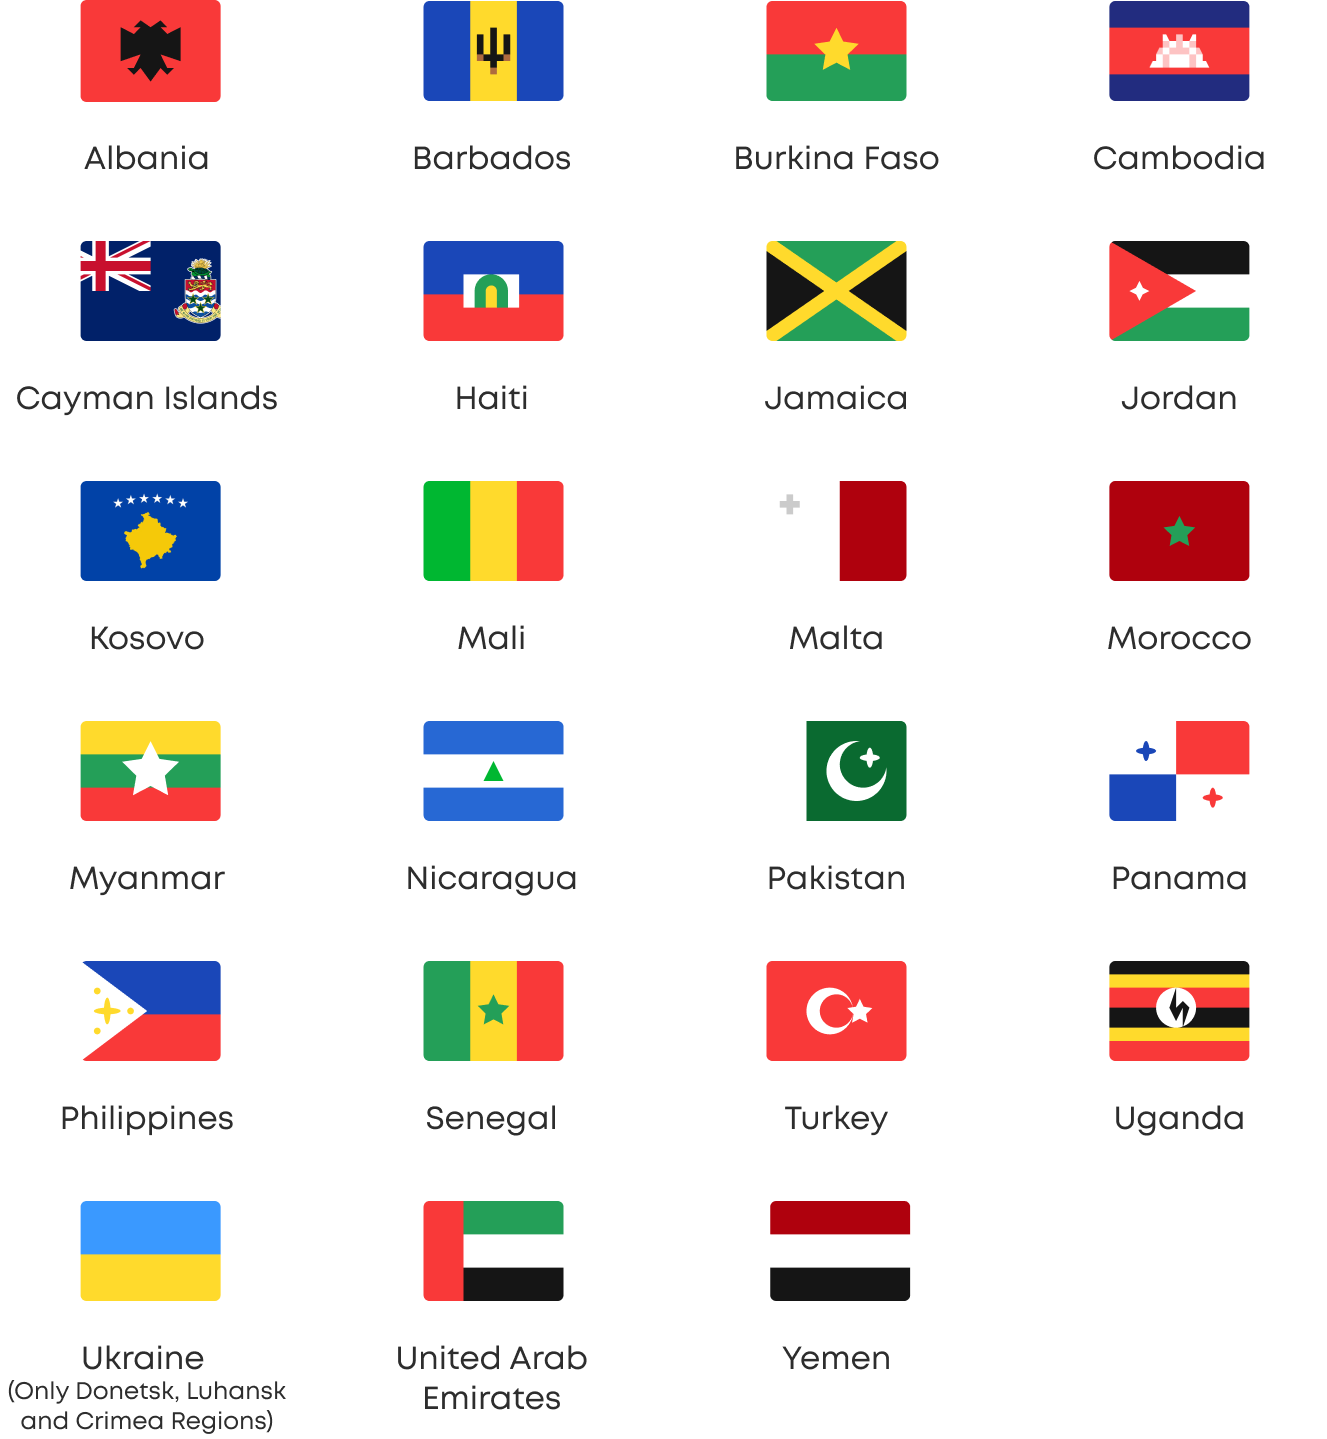 Albania
Barbados
Burkina Faso
Cambodia
Cayman Islands
Haiti
Jamaica
Jordan
Kosovo
Mali
Malta
Morocco
Myanmar
Nicaragua
Pakistan
Panama
Philippines
Senegal
Turkey
Uganda
Ukraine
(Only Donetsk, Luhansk
and Crimea Regions)
United Arab
Emirates
Yemen